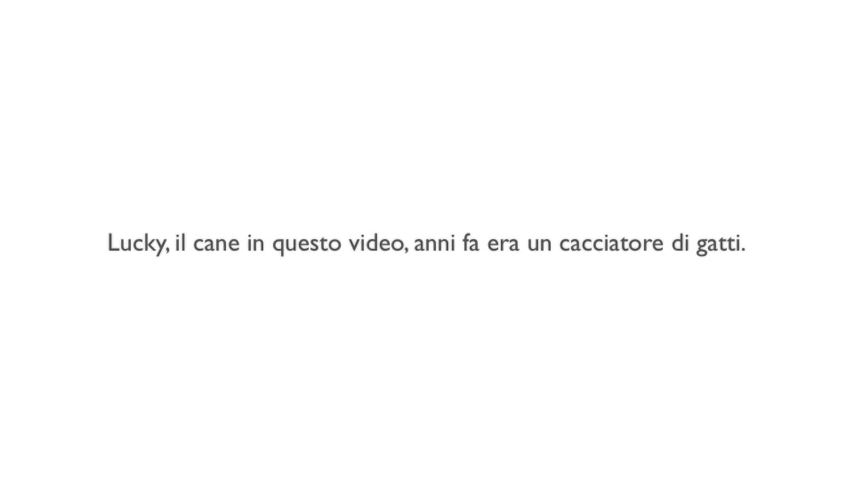 Lucky, il cane in questo video, anni fa era un cacciatore di gatti.